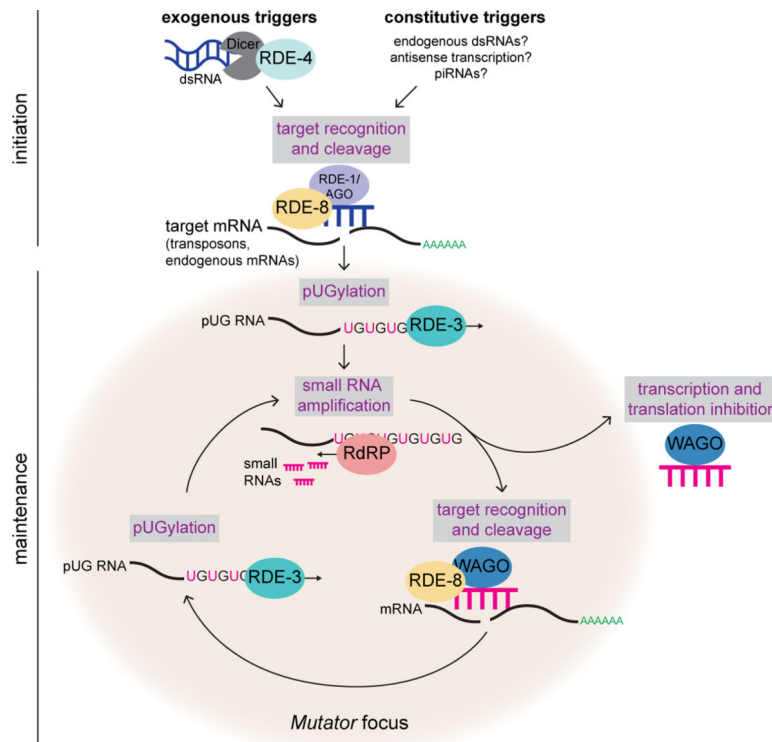 exogenous triggers
constitutive triggers
Dicer
RDE-4
dsRNA
endogenous dsRNAs?
antisense transcription?
piRNAs?
initiation
target recognition
and cleavage
RDE-1/
AGO
RDE-8
target mRNA
(transposons,
endogenous mRNAs)
AAAAAA
pUGylation
pUG RNA
UGUGUG
RDE-3
small RNA
amplification
transcription and
translation inhibition
UGUGUGUGUGUG
RdRP
small
RNAs
WAGO
maintenance
pUGylation
target recognition
and cleavage
pUG RNA
UGUGUG
RDE-3
WAGO
RDE-8
mRNA
AAAAAA
Mutator focus